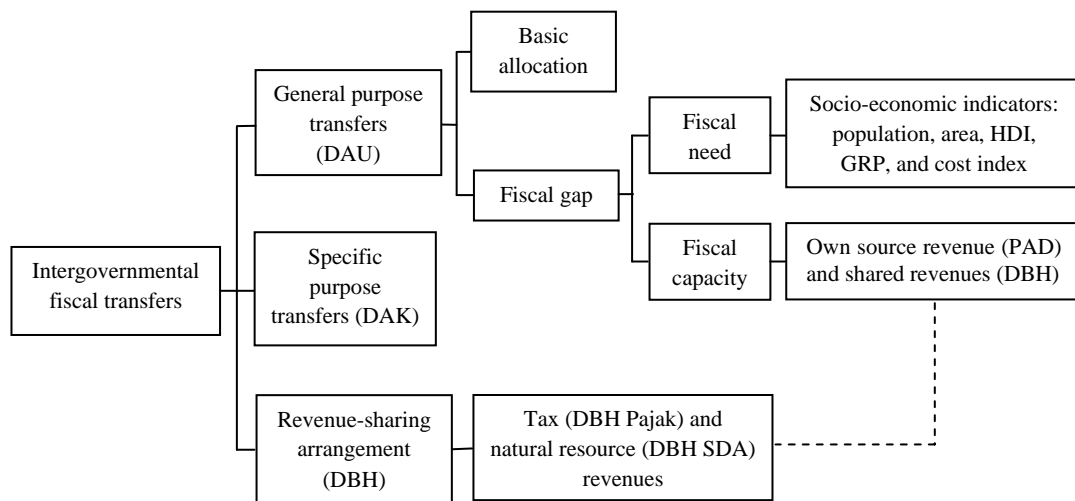 Intergovernmental
fiscal transfers
General purpose
transfers
(DAU)
Basic
allocation
Fiscal gap
Fiscal
need
Socio-economic indicators:
population, area, HDI,
GRP, and cost index
Fiscal
capacity
Own source revenue (PAD)
and shared revenues (DBH)
Specific
purpose
transfers (DAK)
Revenue-sharing
arrangement
(DBH)
Tax (DBH Pajak) and
natural resource (DBH SDA)
revenues